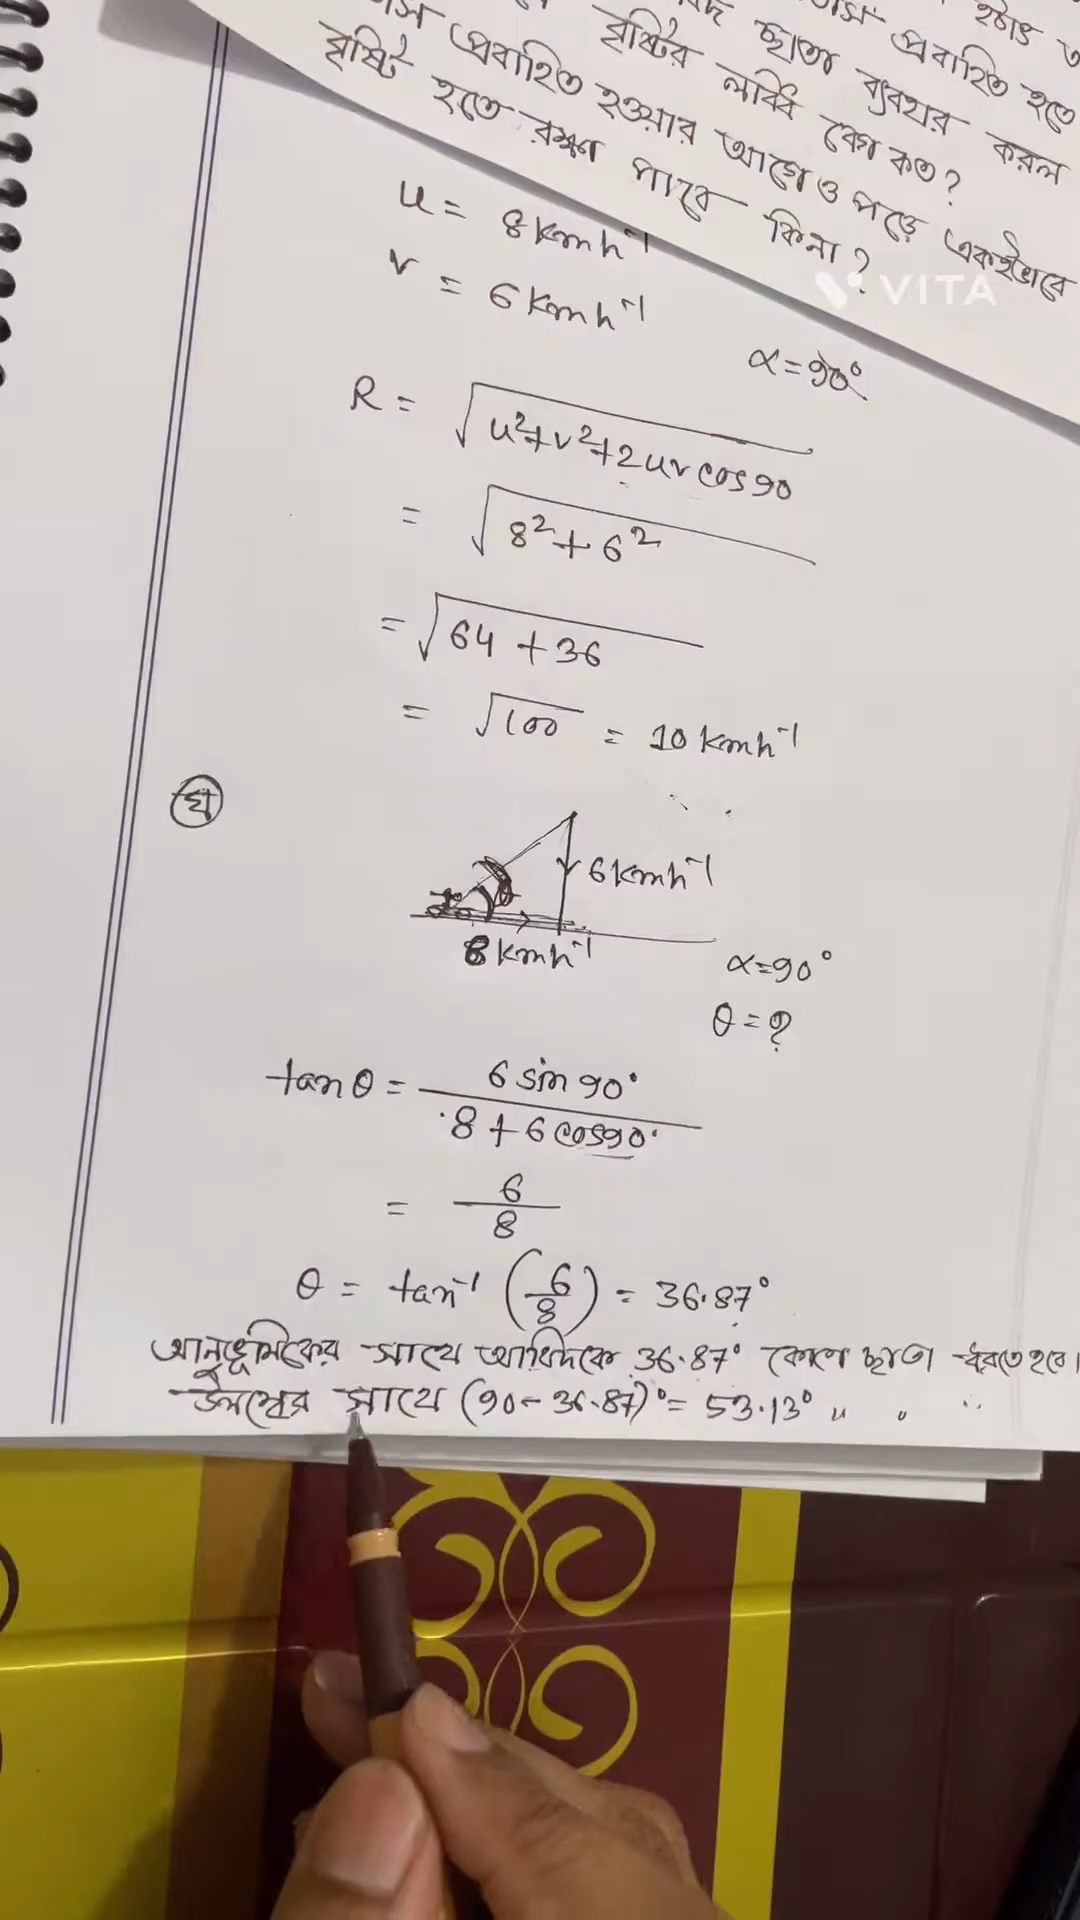 হঠাৎ
প্রবাহিত হতে
ছাতা ব্যবহার করল
বৃষ্টির লব্ধি বেগ কত?
প্রবাহিত হওয়ার আগে ও পড়ে একইভাবে
বৃষ্টি হতে রক্ষা পাবে কিনা?
VITA
u = 8 kmh⁻¹
v = 6 kmh⁻¹
α = 90°
R = √(u² + v² + 2uv cos 90)
= √(8² + 6²)
= √(64 + 36)
= √100 = 10 kmh⁻¹
ঘ
6 kmh⁻¹
θ
8 kmh⁻¹
α = 90°
θ = ?
tan θ = 6 sin 90° / 8 + 6 cos 90°
= 6/8
θ = tan⁻¹ (6/8) = 36.87°
আনুভূমিকের সাথে 36.87° কোণে ছাতা ধরতে হবে।
উলম্বের সাথে (90 - 36.87)° = 53.13° " " "